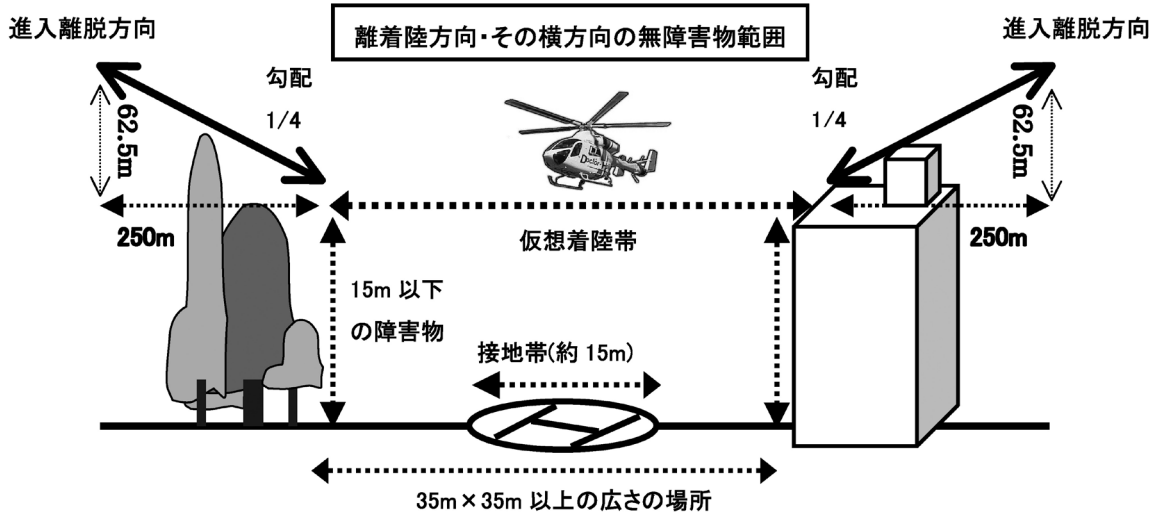 離着陸方向・その横方向の無障害物範囲
進入離脱方向
進入離脱方向
勾配
1/4
勾配
1/4
62.5m
62.5m
Doctor
250m
仮想着陸帯
250m
15m 以下
の障害物
接地帯(約 15m)
H
35m×35m 以上の広さの場所